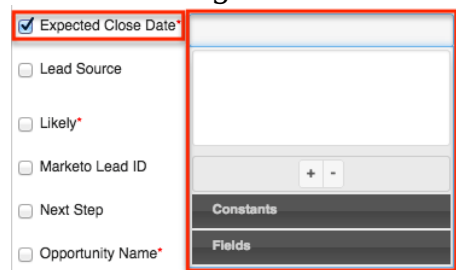 Expected Close Date*
Lead Source
Likely*
Marketo Lead ID
+ -
Next Step
Constants
Opportunity Name*
Fields